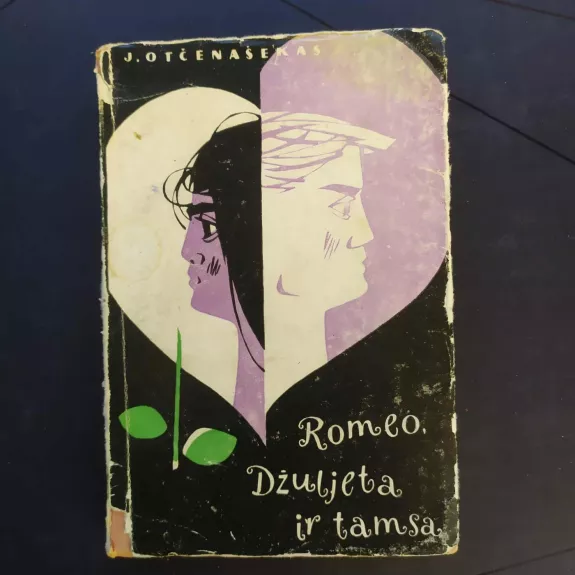 J. OTČENAŠEKAS
Romeo,
Džuljeta
ir tamsa